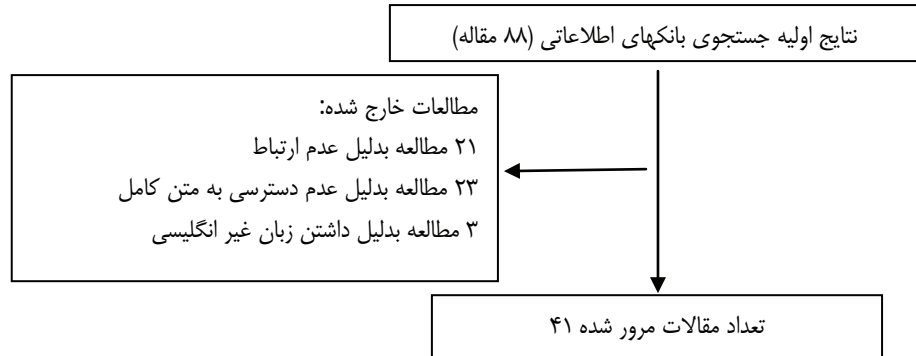 نتایج اولیه جستجوی بانکهای اطلاعاتی (۸۸ مقاله)
مطالعات خارج شده:
۲۱ مطالعه بدلیل عدم ارتباط
۲۳ مطالعه بدلیل عدم دسترسی به متن کامل
۳ مطالعه بدلیل داشتن زبان غیر انگلیسی
تعداد مقالات مرور شده ۴۱